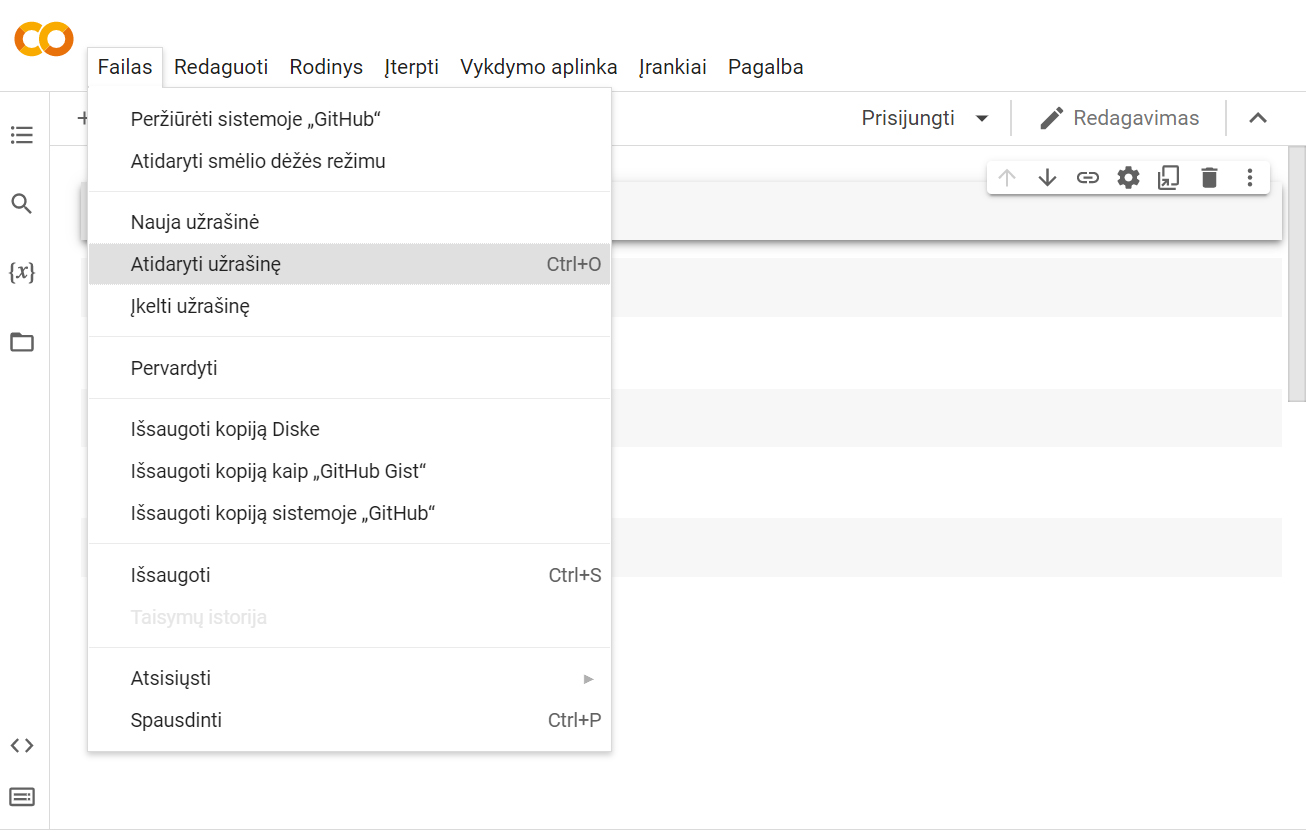 Failas Redaguoti Rodinys Įterpti Vykdymo aplinka Įrankiai Pagalba
+ Prisijungti Redagavimas
Peržiūrėti sistemoje „GitHub“
Atidaryti smėlio dėžės režimu
Nauja užrašinė
Atidaryti užrašinę Ctrl+O
Įkelti užrašinę
Pervardyti
Išsaugoti kopiją Diske
Išsaugoti kopiją kaip „GitHub Gist“
Išsaugoti kopiją sistemoje „GitHub“
Išsaugoti Ctrl+S
Taisymų istorija
Atsisiųsti
Spausdinti Ctrl+P
{x}